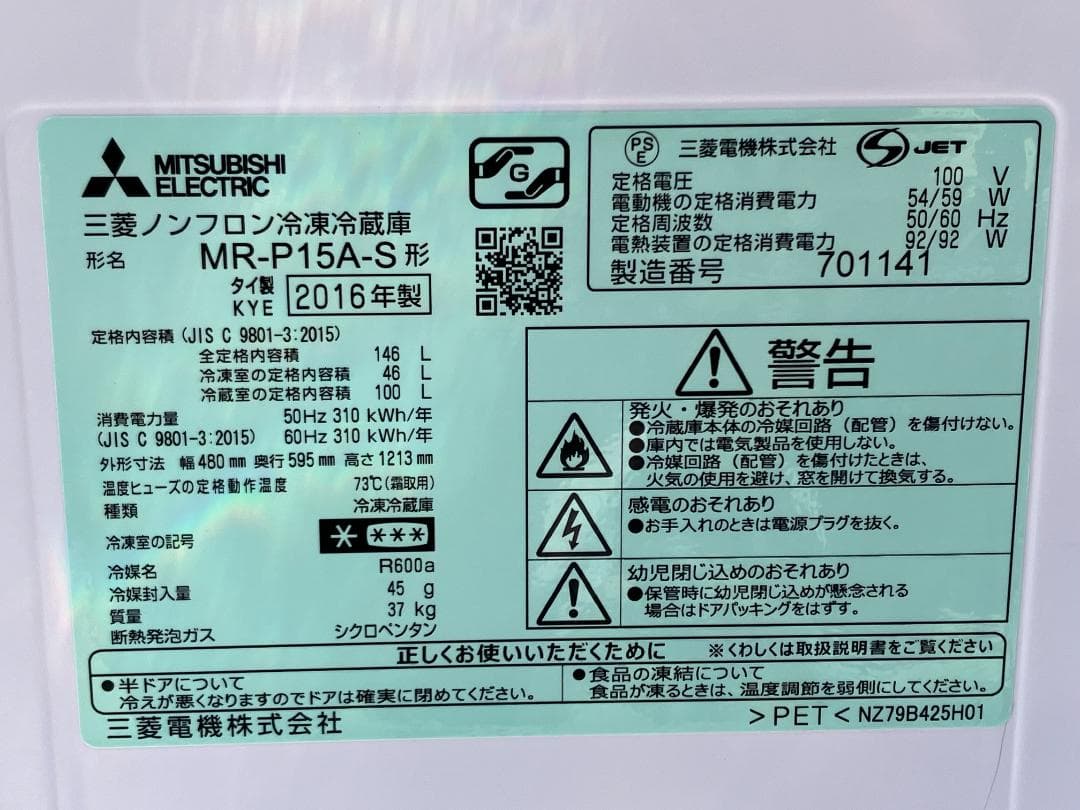 MITSUBISHI
ELECTRIC
三菱ノンフロン冷凍冷蔵庫
形名 MR-P15A-S 形
タイ製
KYE 2016年製
定格内容積 (JIS C 9801-3:2015)
全定格内容積 146 L
冷凍室の定格内容積 46 L
冷蔵室の定格内容積 100 L
消費電力量 50Hz 310 kWh/年
(JIS C 9801-3:2015) 60Hz 310 kWh/年
外形寸法 幅480mm 奥行595mm 高さ1213mm
温度ヒューズの定格動作温度 73℃(霜取用)
種類 冷凍冷蔵庫
冷凍室の記号 * ***
冷媒名 R600a
冷媒封入量 45 g
質量 37 kg
断熱発泡ガス シクロペンタン
G
PS
E 三菱電機株式会社 S JET
定格電圧 100 V
電動機の定格消費電力 54/59 W
定格周波数 50/60 Hz
電熱装置の定格消費電力 92/92 W
製造番号 701141
警告
発火・爆発のおそれあり
●冷蔵庫本体の冷媒回路(配管)を傷付けない。
●庫内では電気製品を使用しない。
●冷媒回路(配管)を傷付けたときは、
火気の使用を避け、窓を開けて換気する。
感電のおそれあり
●お手入れのときは電源プラグを抜く。
幼児閉じ込めのおそれあり
●保管時に幼児閉じ込めが懸念される
場合はドアパッキングをはずす。
正しくお使いいただくために ※くわしくは取扱説明書をご覧ください
●半ドアについて
冷えが悪くなりますのでドアは確実に閉めてください。
●食品の凍結について
食品が凍るときは、温度調節を弱側にしてください。
三菱電機株式会社
>PET< NZ79B425H01